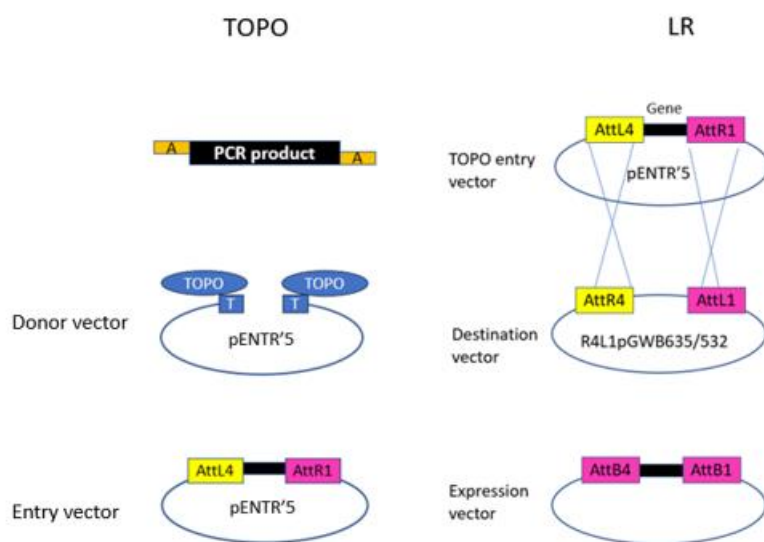 TOPO
A
PCR product
A
TOPO
TOPO
T
T
Donor vector
pENTR'5
AttL4
AttR1
Entry vector
pENTR'5
LR
Gene
AttL4
AttR1
TOPO entry
vector
pENTR'5
AttR4
AttL1
Destination
vector
R4L1pGWB635/532
AttB4
AttB1
Expression
vector